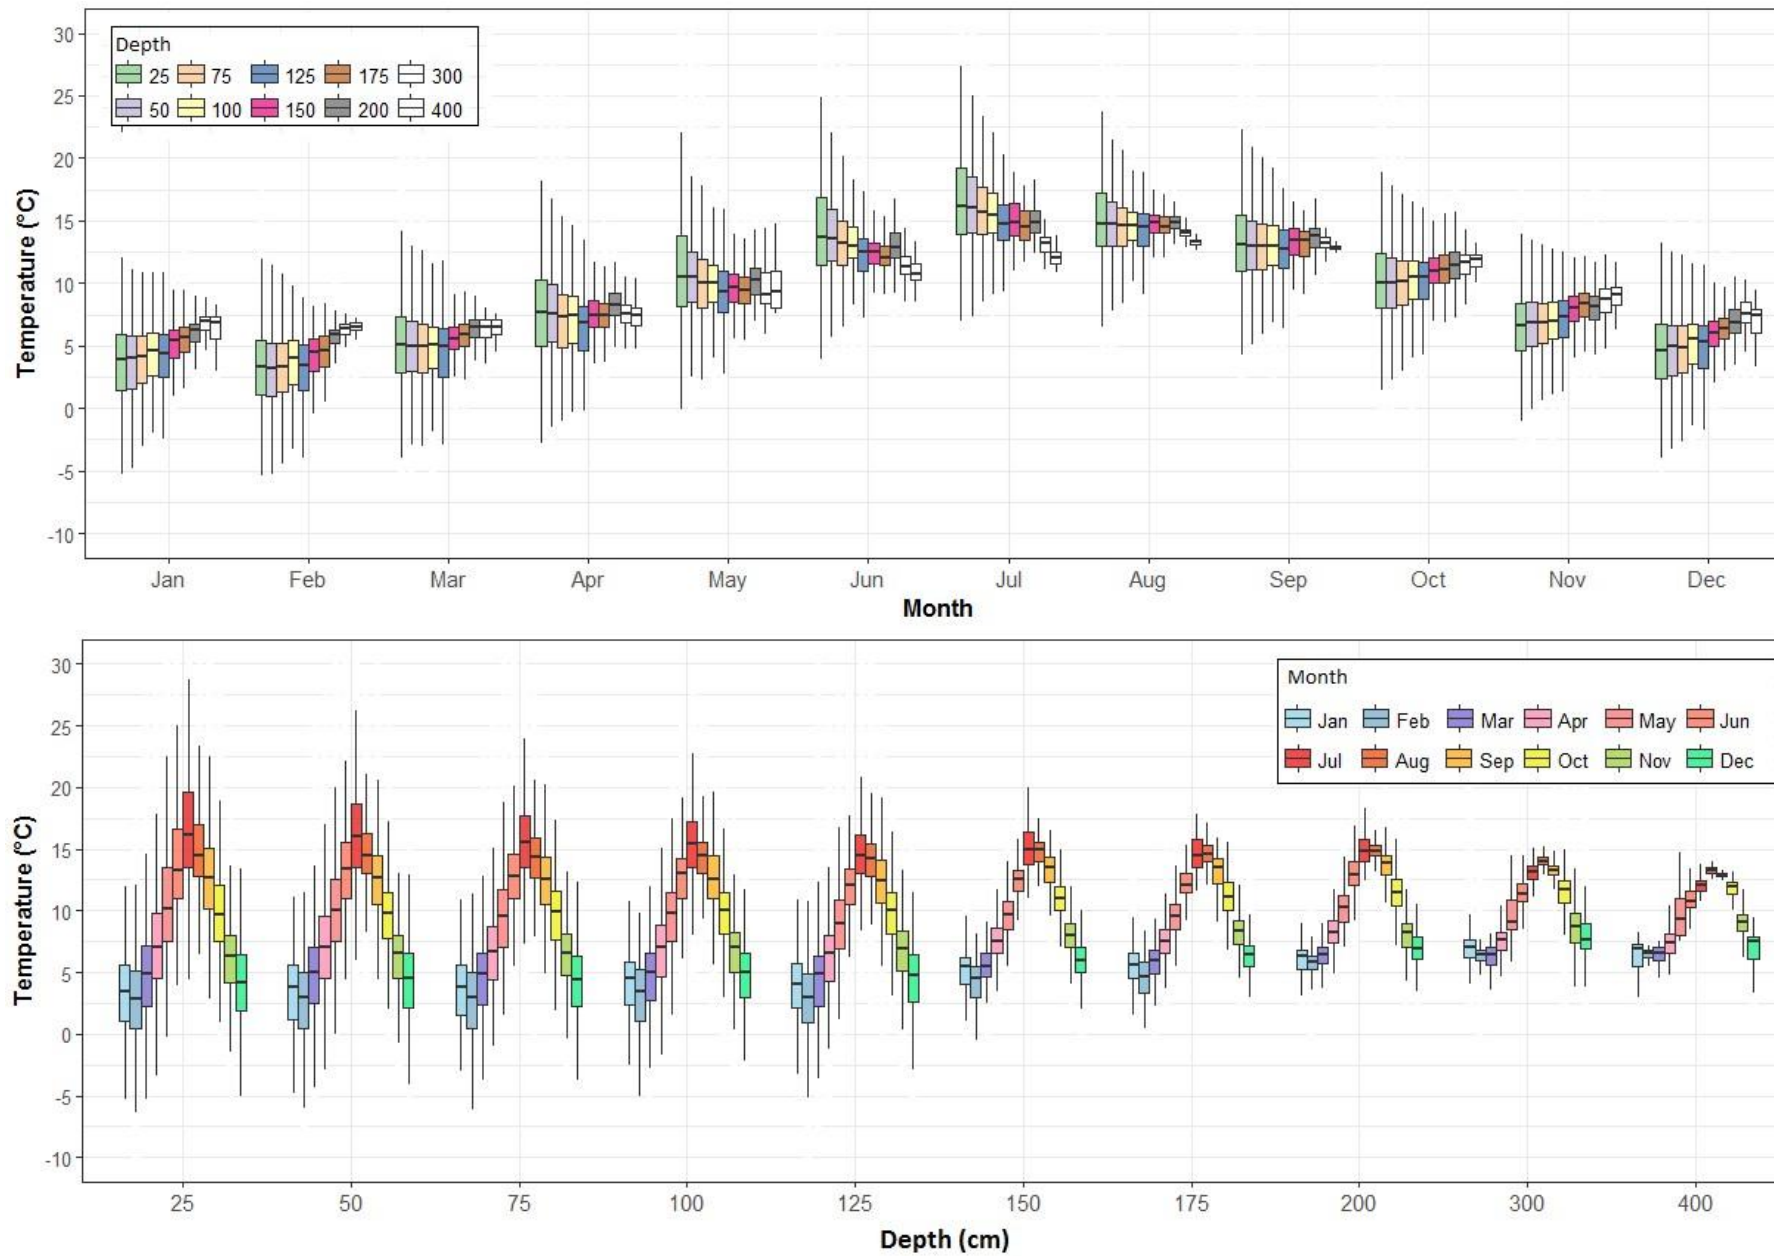 30
25
20
15
10
5
0
-5
-10
Temperature (°C)
Depth
25 75 125 175 300
50 100 150 200 400
Jan Feb Mar Apr May Jun Jul Aug Sep Oct Nov Dec
Month
30
25
20
15
10
5
0
-5
-10
Temperature (°C)
Month
Jan Feb Mar Apr May Jun
Jul Aug Sep Oct Nov Dec
25 50 75 100 125 150 175 200 300 400
Depth (cm)